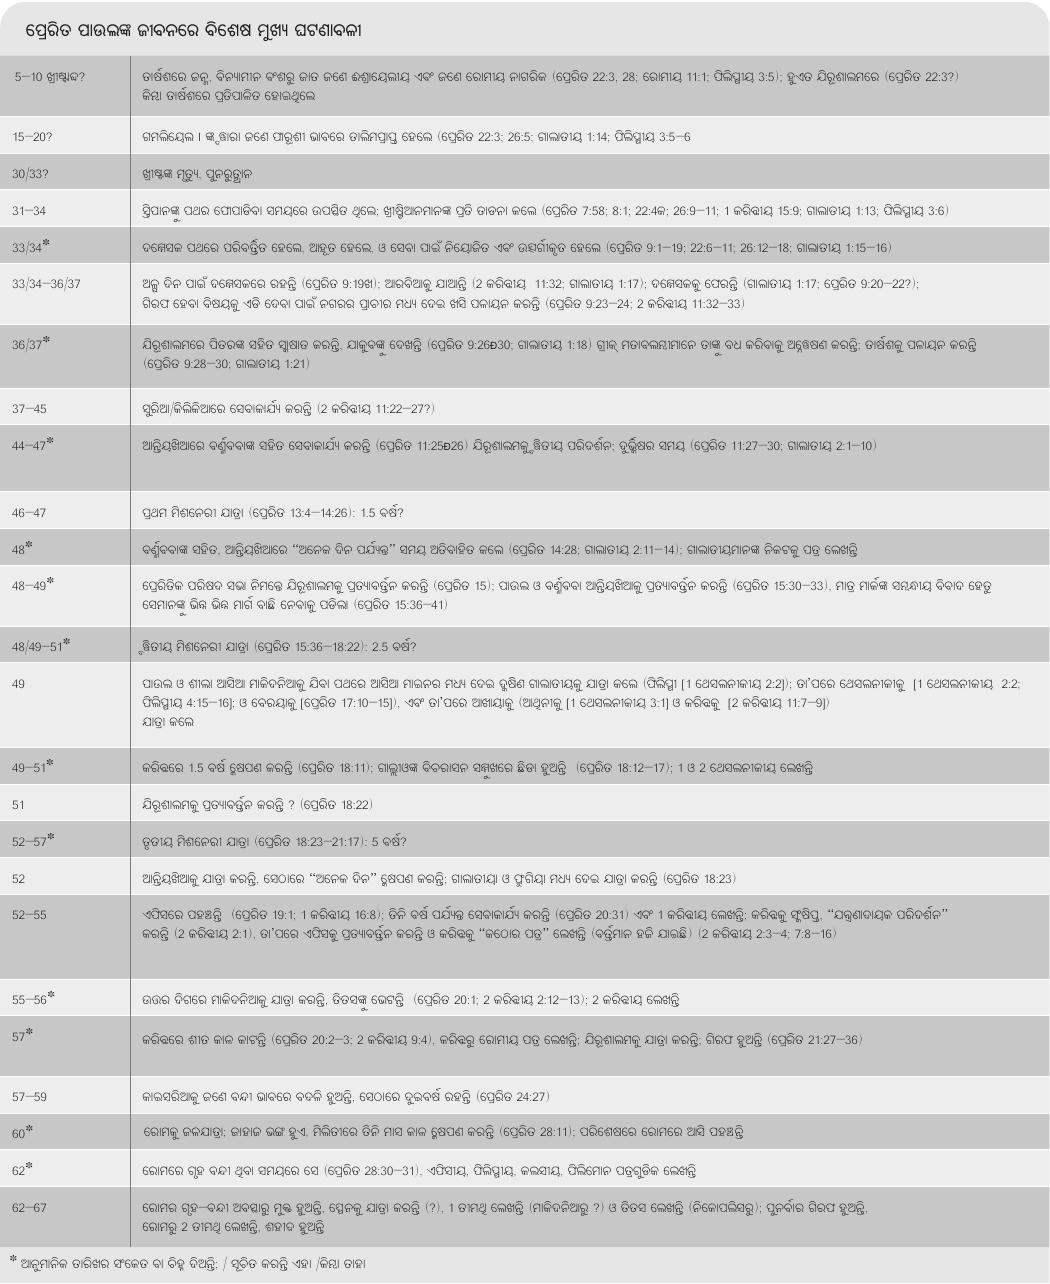 ପ୍ରେରିତ ପାଉଲଙ୍କ ଜୀବନରେ ବିଶେଷ ମୁଖ୍ୟ ଘଟଣାବଳୀ
5–10 ଖ୍ରୀଷ୍ଟାବ୍ଦ?
ତାର୍ଷଶରେ ଜନ୍ମ, ବିନ୍ୟାମୀନ ବଂଶରୁ ଜାତ ଜଣେ ଈଶ୍ରାୟେଲୀୟ ଏବଂ ଜଣେ ରୋମୀୟ ନାଗରିକ (ପ୍ରେରିତ 22:3, 28; ରୋମୀୟ 11:1; ଫିଲିପ୍ପୀୟ 3:5); ହୁଏତ ଯିରୂଶାଲମରେ (ପ୍ରେରିତ 22:3?)
କିମ୍ବା ତାର୍ଷଶରେ ପ୍ରତିପାଳିତ ହୋଇଥିଲେ
15–20?
ଗମଲିୟେଲ I ଙ୍କ ଦ୍ୱାରା ଜଣେ ଫାରୂଶୀ ଭାବରେ ତାଲିମପ୍ରାପ୍ତ ହେଲେ (ପ୍ରେରିତ 22:3; 26:5; ଗାଲାତୀୟ 1:14; ଫିଲିପ୍ପୀୟ 3:5–6
30/33?
ଖ୍ରୀଷ୍ଟଙ୍କ ମୃତ୍ୟୁ, ପୁନରୁତ୍ଥାନ
31–34
ସ୍ତିଫାନଙ୍କୁ ପଥର ଫୋପାଡିବା ସମୟରେ ଉପସ୍ଥିତ ଥିଲେ; ଖ୍ରୀଷ୍ଟିଆନମାନଙ୍କ ପ୍ରତି ତାଡନା କଲେ (ପ୍ରେରିତ 7:58; 8:1; 22:4କ; 26:9–11; 1 କରିନ୍ଥୀୟ 15:9; ଗାଲାତୀୟ 1:13; ଫିଲିପ୍ପୀୟ 3:6)
33/34*
ଦମ୍ମେସକ ପଥରେ ପରିବର୍ତ୍ତିତ ହେଲେ, ଆହୂତ ହେଲେ, ଓ ସେବା ପାଇଁ ନିୟୋଜିତ ଏବଂ ଉତ୍ସର୍ଗୀକୃତ ହେଲେ (ପ୍ରେରିତ 9:1–19; 22:6–11; 26:12–18; ଗାଲାତୀୟ 1:15–16)
33/34–36/37
ଅଳ୍ପ ଦିନ ପାଇଁ ଦମ୍ମେସକରେ ରହନ୍ତି (ପ୍ରେରିତ 9:19ଖ); ଆରବିଆକୁ ଯାଆନ୍ତି (2 କରିନ୍ଥୀୟ 11:32; ଗାଲାତୀୟ 1:17); ଦମ୍ମେସକକୁ ଫେରନ୍ତି (ଗାଲାତୀୟ 1:17; ପ୍ରେରିତ 9:20–22?);
ଗିରଫ ହେବା ବିଷୟକୁ ଏଡି ଦେବା ପାଇଁ ନଗରର ପ୍ରାଚୀର ମଧ୍ୟ ଦେଇ ଖସି ପଳାୟନ କରନ୍ତି (ପ୍ରେରିତ 9:23–24; 2 କରିନ୍ଥୀୟ 11:32–33)
36/37*
ଯିରୂଶାଲମରେ ପିତରଙ୍କ ସହିତ ସାକ୍ଷାତ କରନ୍ତି, ଯାକୁବଙ୍କୁ ଦେଖନ୍ତି (ପ୍ରେରିତ 9:26Đ30; ଗାଲାତୀୟ 1:18) ଗ୍ରୀକ୍ ମତାବଲମ୍ବୀମାନେ ତାଙ୍କୁ ବଧ କରିବାକୁ ଅନ୍ୱେଷଣ କରନ୍ତି; ତାର୍ଷଶକୁ ପଳାୟନ କରନ୍ତି
(ପ୍ରେରିତ 9:28–30; ଗାଲାତୀୟ 1:21)
37–45
ସୁରିଆ/କିଲିକିଆରେ ସେବାକାର୍ଯ୍ୟ କରନ୍ତି (2 କରିନ୍ଥୀୟ 11:22–27?)
44–47*
ଆନ୍ତିୟଖିଆରେ ବର୍ଣ୍ଣବବାଙ୍କ ସହିତ ସେବାକାର୍ଯ୍ୟ କରନ୍ତି (ପ୍ରେରିତ 11:25Đ26) ଯିରୂଶାଲମକୁ ଦ୍ୱିତୀୟ ପରିଦର୍ଶନ; ଦୁର୍ଭିକ୍ଷର ସମୟ (ପ୍ରେରିତ 11:27–30; ଗାଲାତୀୟ 2:1–10)
46–47
ପ୍ରଥମ ମିଶନେରୀ ଯାତ୍ରା (ପ୍ରେରିତ 13:4–14:26): 1.5 ବର୍ଷ?
48*
ବର୍ଣ୍ଣବବାଙ୍କ ସହିତ, ଆନ୍ତିୟଖିଆରେ “ଅନେକ ଦିନ ପର୍ଯ୍ୟନ୍ତ” ସମୟ ଅତିବାହିତ କଲେ (ପ୍ରେରିତ 14:28; ଗାଲାତୀୟ 2:11–14); ଗାଲାତୀୟମାନଙ୍କ ନିକଟକୁ ପତ୍ର ଲେଖନ୍ତି
48–49*
ପ୍ରେରିତିକ ପରିଷଦ ସଭା ନିମନ୍ତେ ଯିରୂଶାଲମକୁ ପ୍ରତ୍ୟାବର୍ତ୍ତନ କରନ୍ତି (ପ୍ରେରିତ 15); ପାଉଲ ଓ ବର୍ଣ୍ଣବବା ଆନ୍ତିୟଖିଆକୁ ପ୍ରତ୍ୟାବର୍ତ୍ତନ କରନ୍ତି (ପ୍ରେରିତ 15:30–33), ମାତ୍ର ମାର୍କଙ୍କ ସମ୍ବନ୍ଧୀୟ ବିବାଦ ହେତୁ
ସେମାନଙ୍କୁ ଭିନ୍ନ ଭିନ୍ନ ମାର୍ଗ ବାଛି ନେବାକୁ ପଡିଲା (ପ୍ରେରିତ 15:36–41)
48/49–51*
ଦ୍ୱିତୀୟ ମିଶନେରୀ ଯାତ୍ରା (ପ୍ରେରିତ 15:36–18:22): 2.5 ବର୍ଷ?
49
ପାଉଲ ଓ ଶୀଲା ଆସିଆ ମାକିଦନିଆକୁ ଯିବା ପଥରେ ଆସିଆ ମାଇନର ମଧ୍ୟ ଦେଇ ଦକ୍ଷିଣ ଗାଲାତୀୟକୁ ଯାତ୍ରା କଲେ (ଫିଲିପ୍ପୀ [1 ଥେସଲନୀକୀୟ 2:2]); ତା’ପରେ ଥେସଲନୀକୀକୁ [1 ଥେସଲନୀକୀୟ 2:2;
ଫିଲିପ୍ପୀୟ 4:15–16]; ଓ ବେରୟାକୁ [ପ୍ରେରିତ 17:10–15]), ଏବଂ ତା’ପରେ ଆଖାୟାକୁ (ଆଥିନୀକୁ [1 ଥେସଲନୀକୀୟ 3:1] ଓ କରିନ୍ଥକୁ [2 କରିନ୍ଥୀୟ 11:7–9])
ଯାତ୍ରା କଲେ
49–51*
କରିନ୍ଥରେ 1.5 ବର୍ଷ କ୍ଷେପଣ କରନ୍ତି (ପ୍ରେରିତ 18:11); ଗାଲ୍ଲୀଓଙ୍କ ବିଚାରାସନ ସମ୍ମୁଖରେ ଛିଡା ହୁଅନ୍ତି (ପ୍ରେରିତ 18:12–17); 1 ଓ 2 ଥେସଲନୀକୀୟ ଲେଖନ୍ତି
51
ଯିରୂଶାଲମକୁ ପ୍ରତ୍ୟାବର୍ତ୍ତନ କରନ୍ତି ? (ପ୍ରେରିତ 18:22)
52–57*
ତୃତୀୟ ମିଶନେରୀ ଯାତ୍ରା (ପ୍ରେରିତ 18:23–21:17): 5 ବର୍ଷ?
52
ଆନ୍ତିୟଖିଆକୁ ଯାତ୍ରା କରନ୍ତି, ସେଠାରେ “ଅନେକ ଦିନ” କ୍ଷେପଣ କରନ୍ତି; ଗାଲାତୀୟା ଓ ଫ୍ରୁଗିୟା ମଧ୍ୟ ଦେଇ ଯାତ୍ରା କରନ୍ତି (ପ୍ରେରିତ 18:23)
52–55
ଏଫିସରେ ପହଞ୍ଚନ୍ତି (ପ୍ରେରିତ 19:1; 1 କରିନ୍ଥୀୟ 16:8); ତିନି ବର୍ଷ ପର୍ଯ୍ୟନ୍ତ ସେବାକାର୍ଯ୍ୟ କରନ୍ତି (ପ୍ରେରିତ 20:31) ଏବଂ 1 କରିନ୍ଥୀୟ ଲେଖନ୍ତି; କରିନ୍ଥକୁ ସଂକ୍ଷିପ୍ତ, “ଯନ୍ତ୍ରଣାଦାୟକ ପରିଦର୍ଶନ”
କରନ୍ତି (2 କରିନ୍ଥୀୟ 2:1), ତା’ପରେ ଏଫିସକୁ ପ୍ରତ୍ୟାବର୍ତ୍ତନ କରନ୍ତି ଓ କରିନ୍ଥକୁ “କଠୋର ପତ୍ର” ଲେଖନ୍ତି (ବର୍ତ୍ତମାନ ହଜି ଯାଇଛି) (2 କରିନ୍ଥୀୟ 2:3–4; 7:8–16)
55–56*
ଉତ୍ତର ଦିଗରେ ମାକିଦନିଆକୁ ଯାତ୍ରା କରନ୍ତି, ତିତସଙ୍କୁ ଭେଟନ୍ତି (ପ୍ରେରିତ 20:1; 2 କରିନ୍ଥୀୟ 2:12–13); 2 କରିନ୍ଥୀୟ ଲେଖନ୍ତି
57*
କରିନ୍ଥରେ ଶୀତ କାଳ କାଟନ୍ତି (ପ୍ରେରିତ 20:2–3; 2 କରିନ୍ଥୀୟ 9:4), କରିନ୍ଥରୁ ରୋମୀୟ ପତ୍ର ଲେଖନ୍ତି; ଯିରୂଶାଲମକୁ ଯାତ୍ରା କରନ୍ତି; ଗିରଫ ହୁଅନ୍ତି (ପ୍ରେରିତ 21:27–36)
57–59
କାଇସରିଆକୁ ଜଣେ ବନ୍ଦୀ ଭାବରେ ବଦଳି ହୁଅନ୍ତି, ସେଠାରେ ଦୁଇବର୍ଷ ରହନ୍ତି (ପ୍ରେରିତ 24:27)
60*
ରୋମକୁ ଜଳଯାତ୍ରା; ଜାହାଜ ଭଙ୍ଗ ହୁଏ, ମିଲିତୀରେ ତିନି ମାସ କାଳ କ୍ଷେପଣ କରନ୍ତି (ପ୍ରେରିତ 28:11); ପରିଶେଷରେ ରୋମରେ ଆସି ପହଞ୍ଚନ୍ତି
62*
ରୋମରେ ଗୃହ ବନ୍ଦୀ ଥିବା ସମୟରେ ସେ (ପ୍ରେରିତ 28:30–31), ଏଫିସୀୟ, ଫିଲିପ୍ପୀୟ, କଲସୀୟ, ଫିଲିମୋନ ପତ୍ରଗୁଡିକ ଲେଖନ୍ତି
62–67
ରୋମର ଗୃହ–ବନ୍ଦୀ ଅବସ୍ଥାରୁ ମୁକ୍ତ ହୁଅନ୍ତି, ସ୍ପେନକୁ ଯାତ୍ରା କରନ୍ତି (?), 1 ତୀମଥି ଲେଖନ୍ତି (ମାକିଦନିଆରୁ ?) ଓ ତିତସ ଲେଖନ୍ତି (ନିକୋପଲିସରୁ); ପୁନର୍ବାର ଗିରଫ ହୁଅନ୍ତି,
ରୋମରୁ 2 ତୀମଥି ଲେଖନ୍ତି, ଶହୀଦ ହୁଅନ୍ତି
* ଆନୁମାନିକ ତାରିଖର ସଂକେତ ବା ଚିହ୍ନ ଦିଅନ୍ତି; / ସୂଚିତ କରନ୍ତି ଏହା /କିମ୍ବା ତାହା